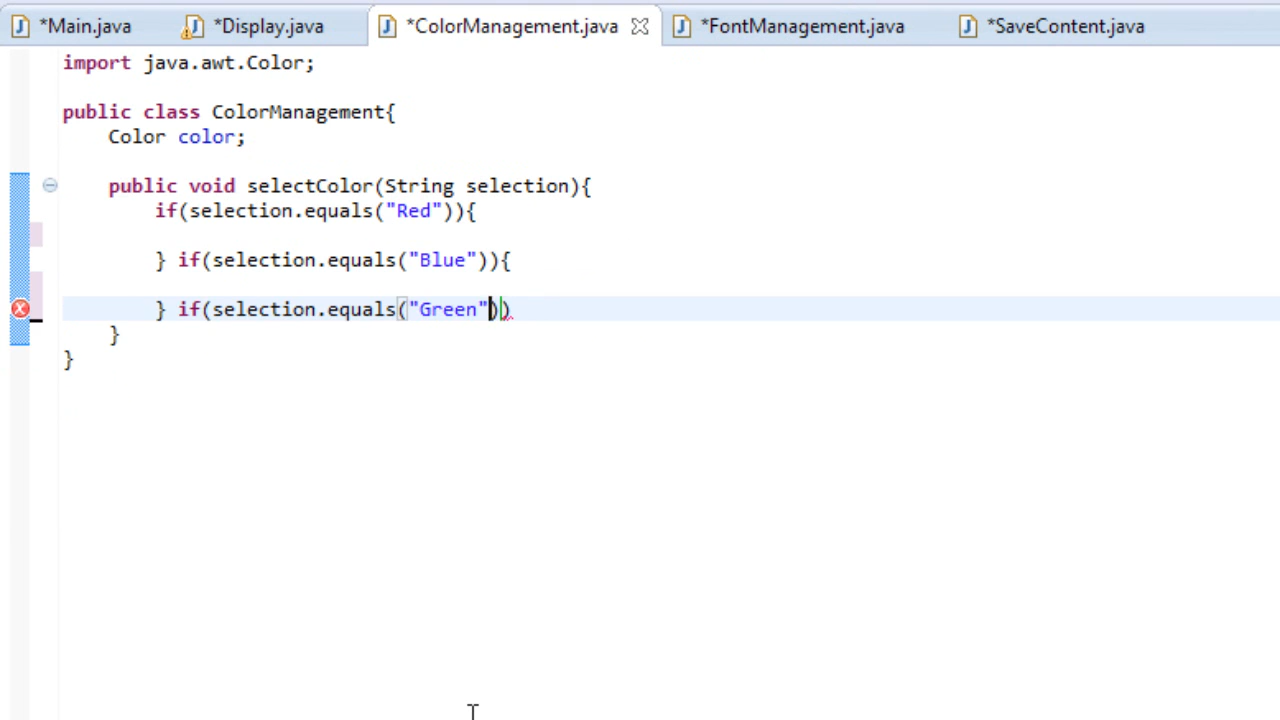 *Main.java *Display.java *ColorManagement.java *FontManagement.java *SaveContent.java
import java.awt.Color;
public class ColorManagement{
Color color;
public void selectColor(String selection){
if(selection.equals("Red")){
} if(selection.equals("Blue")){
} if(selection.equals("Green"))
}
}